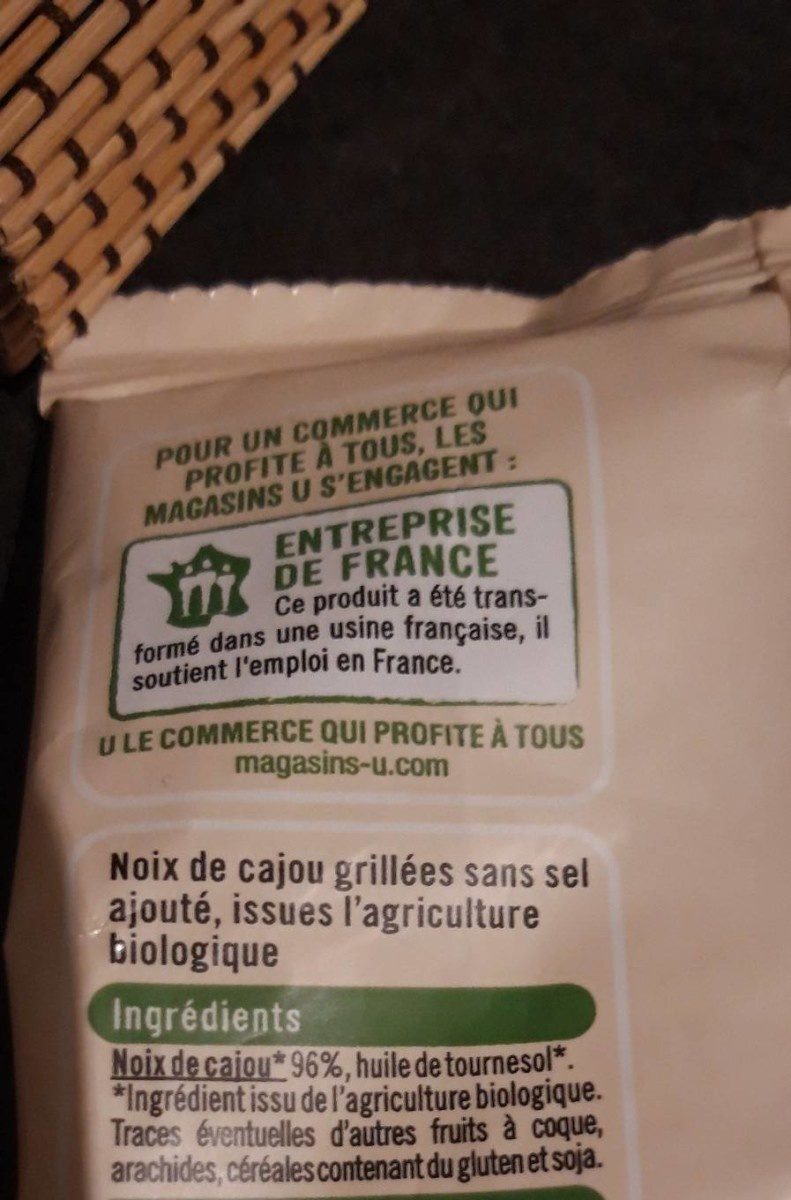 POUR UN COMMERCE QUI
PROFITE À TOUS, LES
MAGASINS U S'ENGAGENT :
ENTREPRISE
DE FRANCE
Ce produit a été trans-
formé dans une usine française, il
soutient l'emploi en France.
U LE COMMERCE QUI PROFITE À TOUS
magasins-u.com
Noix de cajou grillées sans sel
ajouté, issues l'agriculture
biologique
Ingrédients
Noix de cajou* 96%, huile de tournesol*.
*Ingrédient issu de l'agriculture biologique.
Traces éventuelles d'autres fruits à coque,
arachides, céréales contenant du gluten et soja.